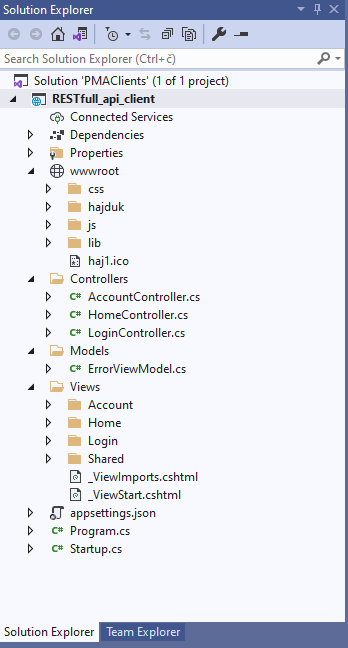 Solution Explorer
Search Solution Explorer (Ctrl+č)
Solution 'PMAClients' (1 of 1 project)
RESTfull_api_client
Connected Services
Dependencies
Properties
wwwroot
css
hajduk
js
lib
haj1.ico
Controllers
C# AccountController.cs
C# HomeController.cs
C# LoginController.cs
Models
C# ErrorViewModel.cs
Views
Account
Home
Login
Shared
_ViewImports.cshtml
_ViewStart.cshtml
appsettings.json
C# Program.cs
C# Startup.cs
Solution Explorer Team Explorer